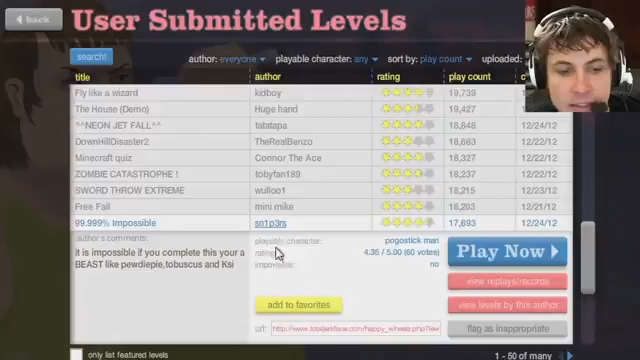 back
User Submitted Levels
search!
author: everyone playable character: any sort by: play count uploaded:
title author rating play count
Fly like a wizard kidboy 19,739
The House (Demo) Huge hand 19,427
^^NEON JET FALL^^ tatatapa 18,848 12/24/12
DownHillDisaster2 TheRealBenzo 18,663 12/22/12
Minecraft quiz Connor The Ace 18,327 12/22/12
ZOMBIE CATASTROPHE ! tobyfan189 18,237 12/22/12
SWORD THROW EXTREME wulloo1 18,215 12/23/12
Free Fall mini mike 18,203 12/21/12
99.999% Impossible sn1p3rs 17,693 12/24/12
author's comments:
it is impossible if you complete this your a
BEAST like pewdiepie,tobuscus and Ksi
playable character: pogostick man
rating: 4.35 / 5.00 (60 votes)
impossible: no
Play Now
view replays/records
add to favorites
view levels by this author
url: http://www.totaljerkface.com/happy_wheels.php?lev
flag as inappropriate
only list featured levels
1 - 50 of many